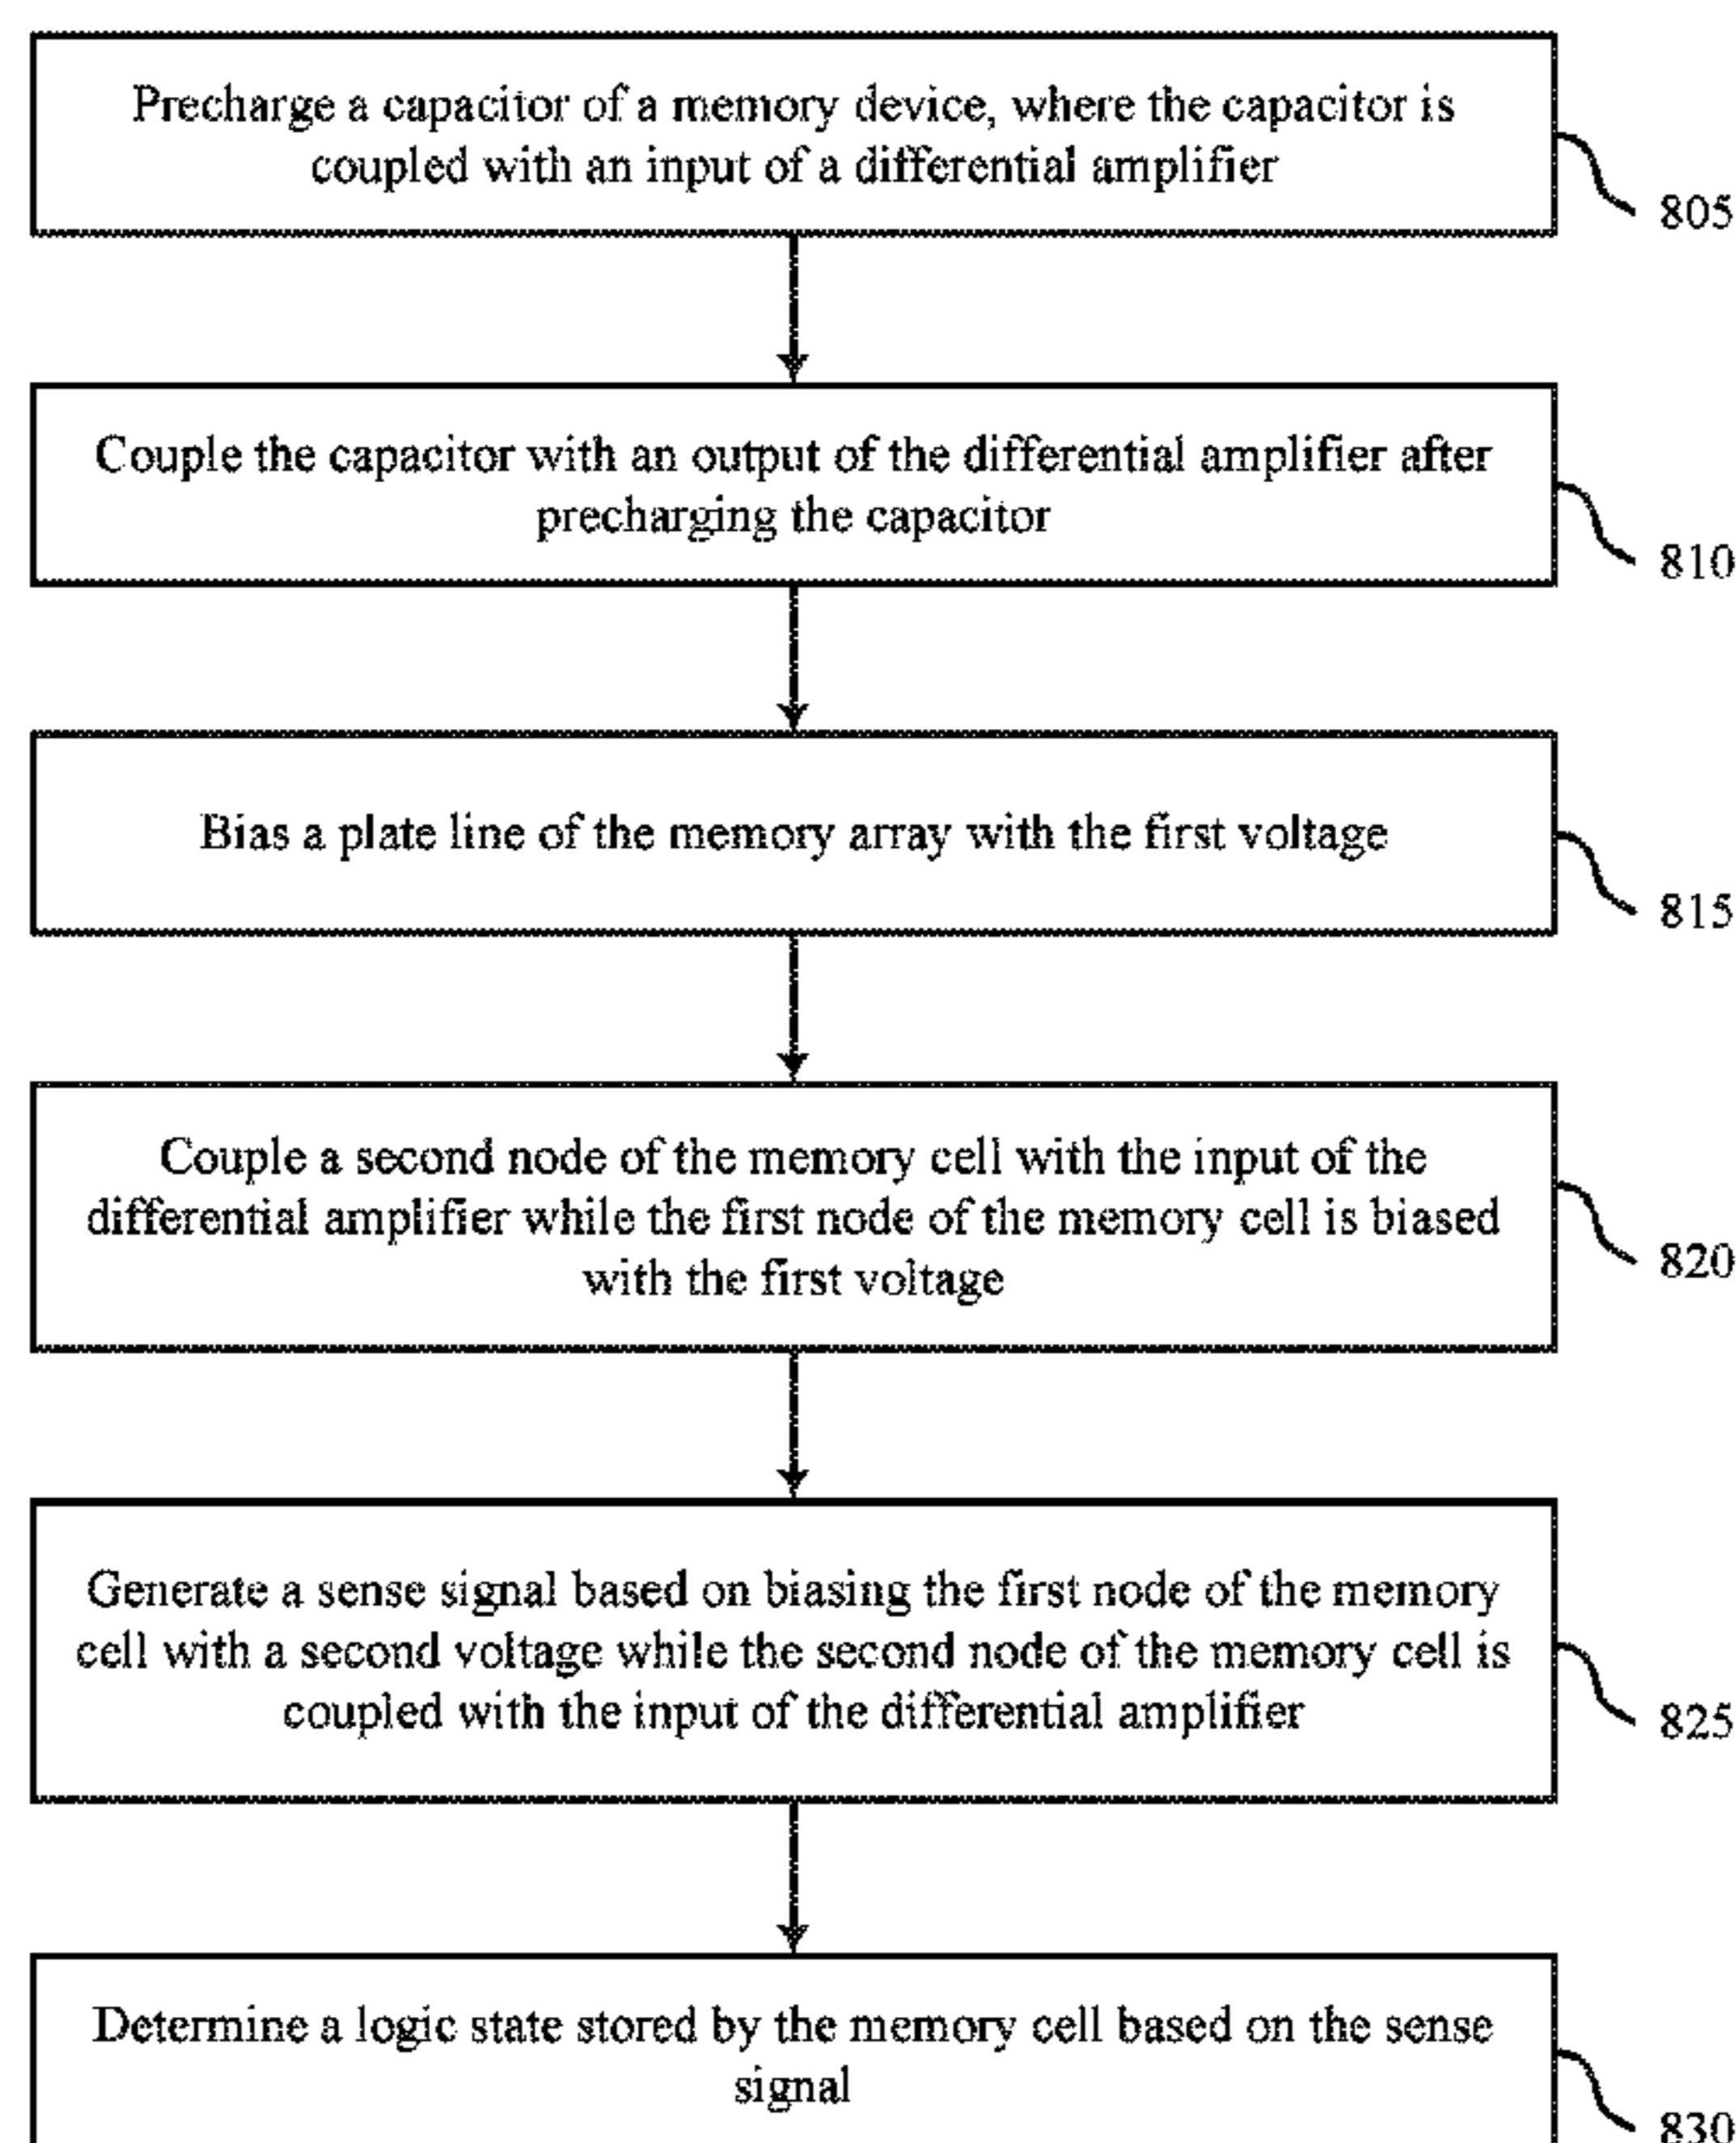 Precharge a capacitor of a memory device, where the capacitor is
coupled with an input of a differential amplifier
805
Couple the capacitor with an output of the differential amplifier after
precharging the capacitor
810
Bias a plate line of the memory array with the first voltage
815
Couple a second node of the memory cell with the input of the
differential amplifier while the first node of the memory cell is biased
with the first voltage
820
Generate a sense signal based on biasing the first node of the memory
cell with a second voltage while the second node of the memory cell is
coupled with the input of the differential amplifier
825
Determine a logic state stored by the memory cell based on the sense
signal
830